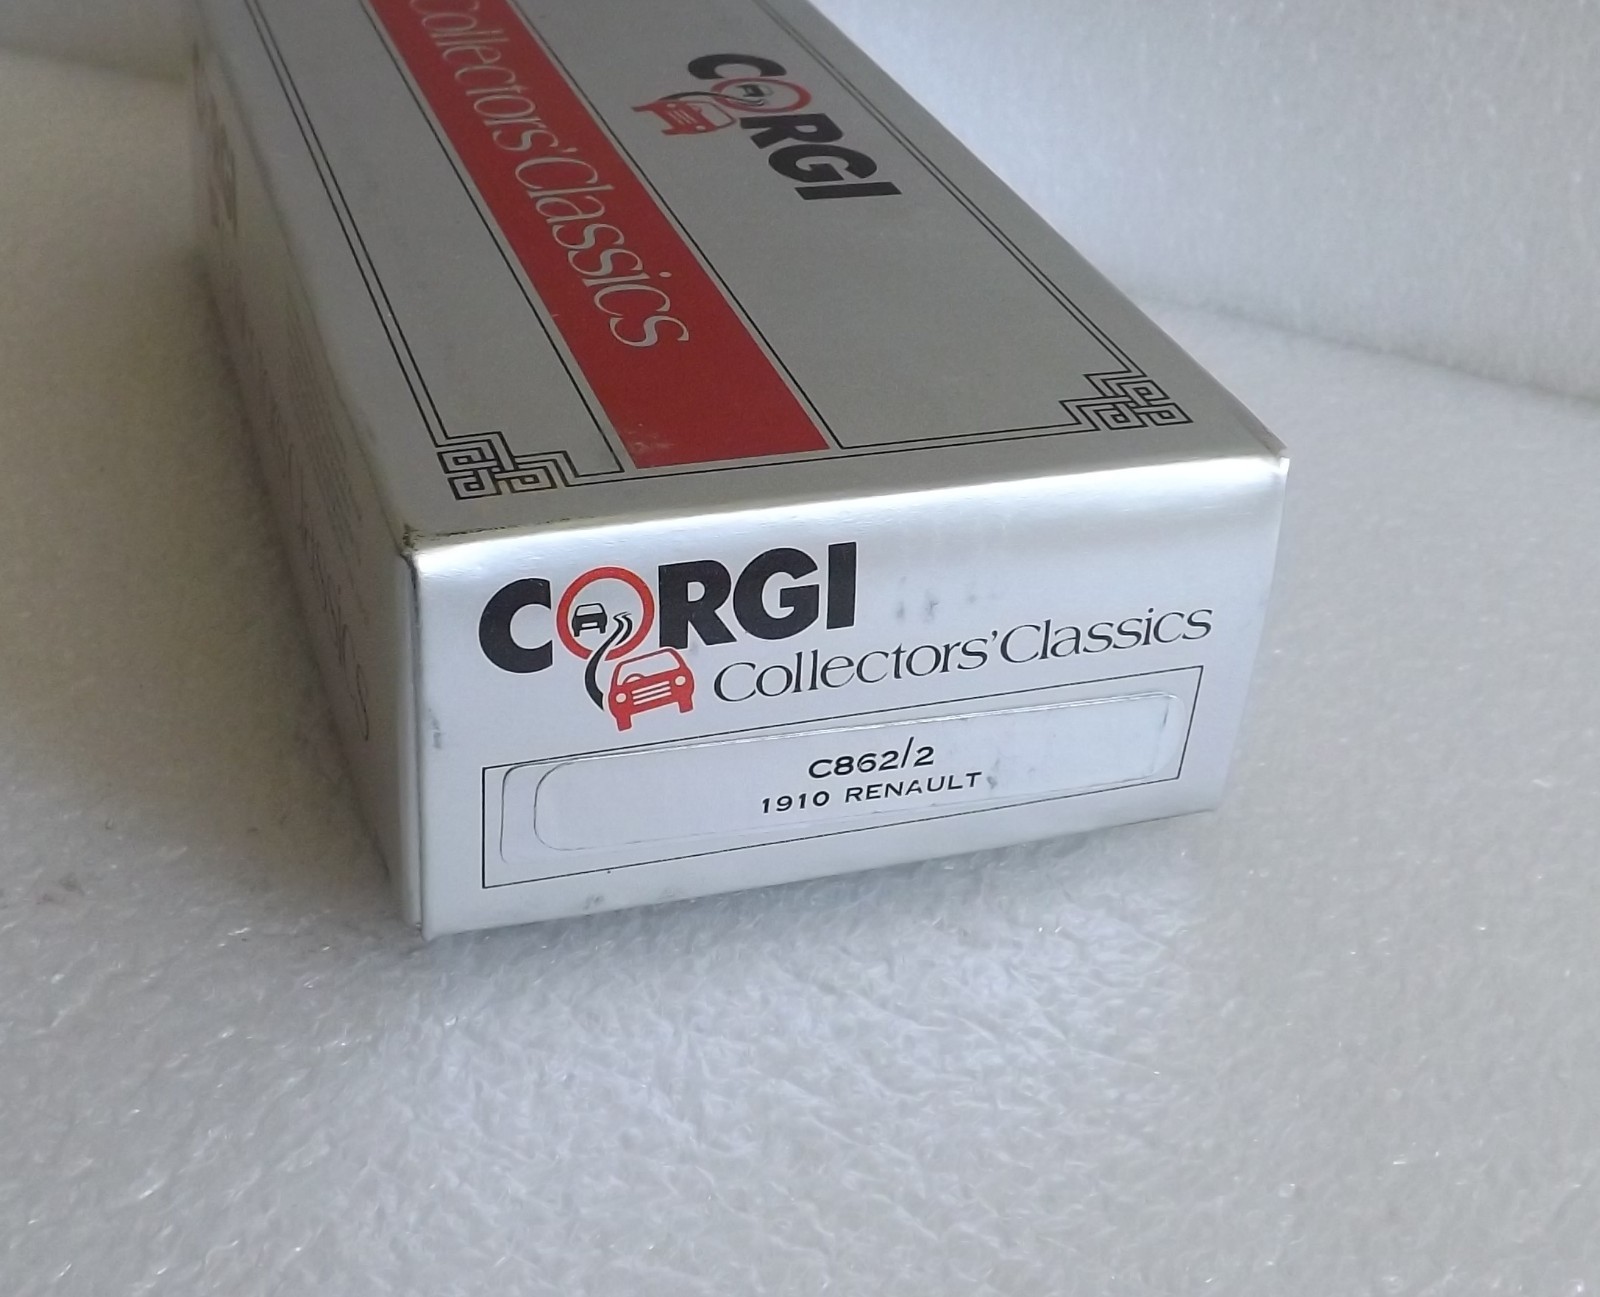 Collectors' Classics
CORGI
CORGI
Collectors' Classics
C862/2
1910 RENAULT